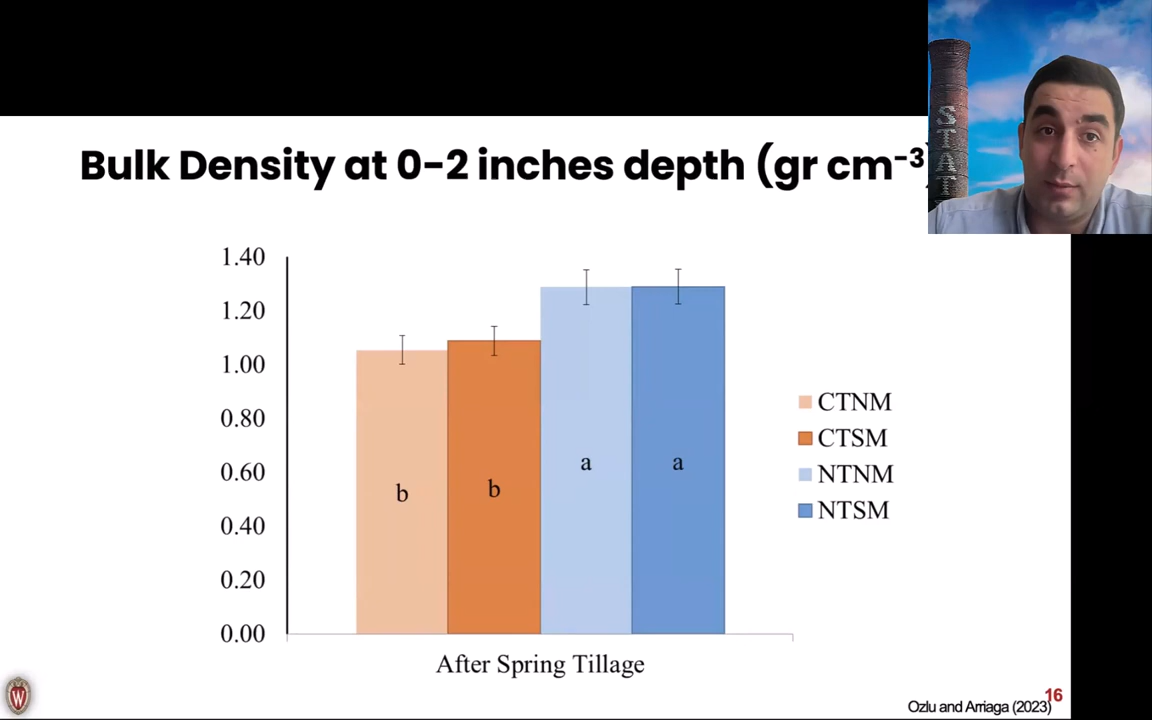 Bulk Density at 0-2 inches depth (gr cm⁻³)
STAT
1.40
1.20
1.00
0.80
0.60
0.40
0.20
0.00
b
b
a
a
CTNM
CTSM
NTNM
NTSM
After Spring Tillage
W
16
Ozlu and Arriaga (2023)